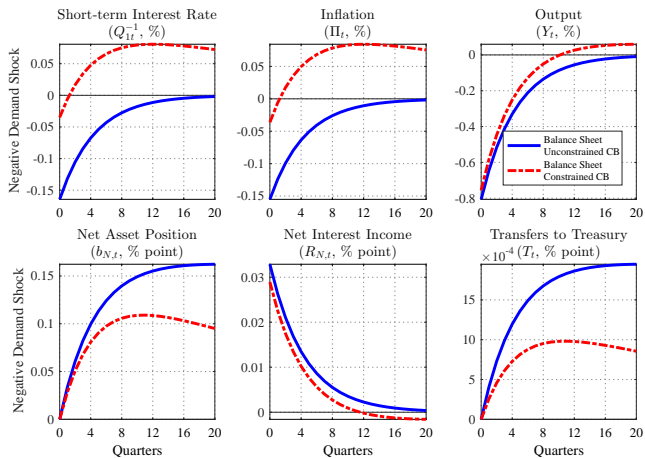 Short-term Interest Rate
(Q₁ₜ⁻¹, %)
Inflation
(Πₜ, %)
Output
(Yₜ, %)
Negative Demand Shock
0.05
0
-0.05
-0.1
-0.15
0 4 8 12 16 20
0.05
0
-0.05
-0.1
-0.15
0 4 8 12 16 20
0
-0.2
-0.4
-0.6
-0.8
0 4 8 12 16 20
Balance Sheet
Unconstrained CB
Balance Sheet
Constrained CB
Net Asset Position
(b_{N,t}, % point)
Net Interest Income
(R_{N,t}, % point)
Transfers to Treasury
×10⁻⁴ (Tₜ, % point)
Negative Demand Shock
0.15
0.1
0.05
0
0 4 8 12 16 20
Quarters
0.03
0.02
0.01
0
0 4 8 12 16 20
Quarters
15
10
5
0
0 4 8 12 16 20
Quarters